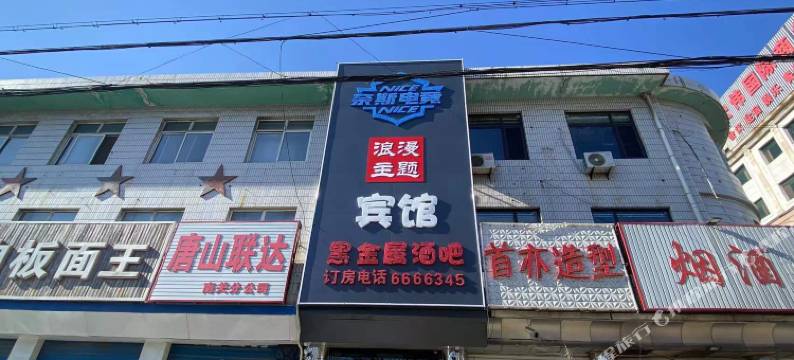 NICE
奈斯电竞
NICE
浪漫
主题
宾馆
黑金属酒吧
订房电话 6666345
板面王
唐山联达
南关分公司
首亦造型
烟酒